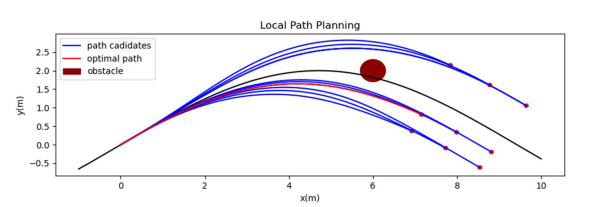 Local Path Planning
path cadidates
optimal path
obstacle
y(m)
2.5
2.0
1.5
1.0
0.5
0.0
−0.5
0
2
4
6
8
10
x(m)